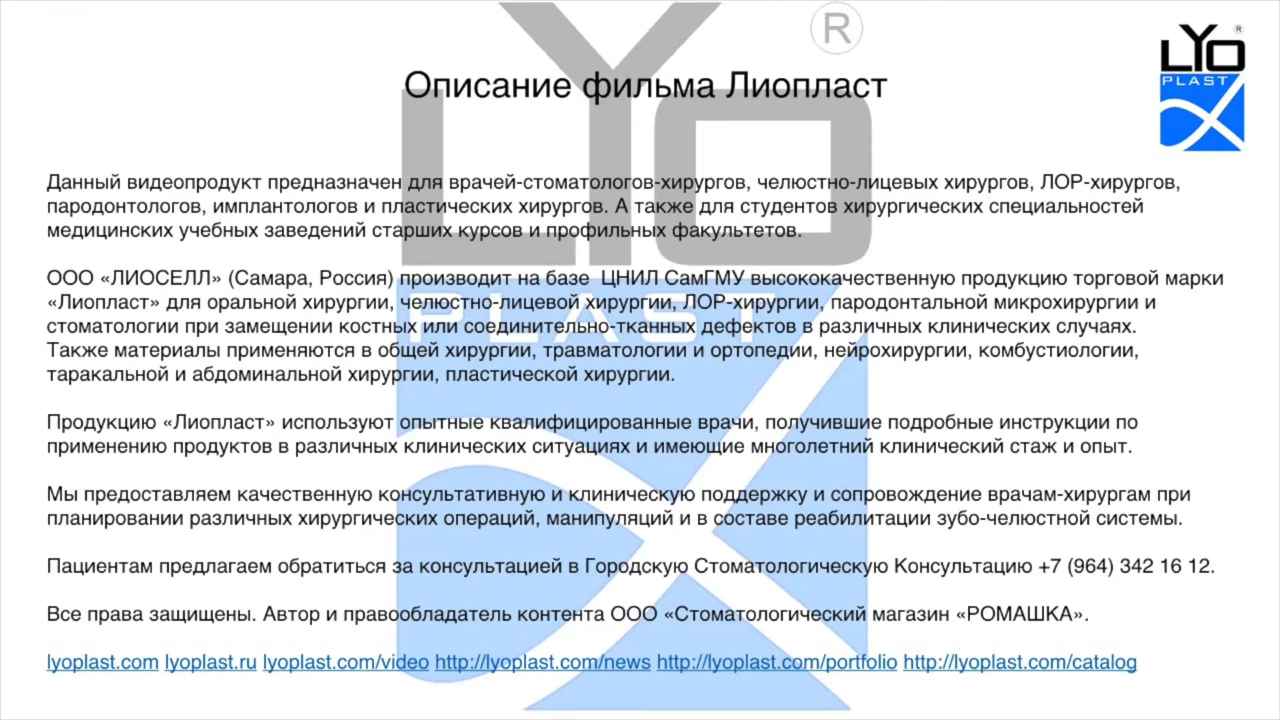 LYO
®
PLAST
Описание фильма Лиопласт
LYO
®
PLAST
Данный видеопродукт предназначен для врачей-стоматологов-хирургов, челюстно-лицевых хирургов, ЛОР-хирургов,
пародонтологов, имплантологов и пластических хирургов. А также для студентов хирургических специальностей
медицинских учебных заведений старших курсов и профильных факультетов.
ООО «ЛИОСЕЛЛ» (Самара, Россия) производит на базе  ЦНИЛ СамГМУ высококачественную продукцию торговой марки
«Лиопласт» для оральной хирургии, челюстно-лицевой хирургии, ЛОР-хирургии, пародонтальной микрохирургии и
стоматологии при замещении костных или соединительно-тканных дефектов в различных клинических случаях.
Также материалы применяются в общей хирургии, травматологии и ортопедии, нейрохирургии, комбустиологии,
таракальной и абдоминальной хирургии, пластической хирургии.
Продукцию «Лиопласт» используют опытные квалифицированные врачи, получившие подробные инструкции по
применению продуктов в различных клинических ситуациях и имеющие многолетний клинический стаж и опыт.
Мы предоставляем качественную консультативную и клиническую поддержку и сопровождение врачам-хирургам при
планировании различных хирургических операций, манипуляций и в составе реабилитации зубо-челюстной системы.
Пациентам предлагаем обратиться за консультацией в Городскую Стоматологическую Консультацию +7 (964) 342 16 12.
Все права защищены. Автор и правообладатель контента ООО «Стоматологический магазин «РОМАШКА».
lyoplast.com lyoplast.ru lyoplast.com/video http://lyoplast.com/news http://lyoplast.com/portfolio http://lyoplast.com/catalog